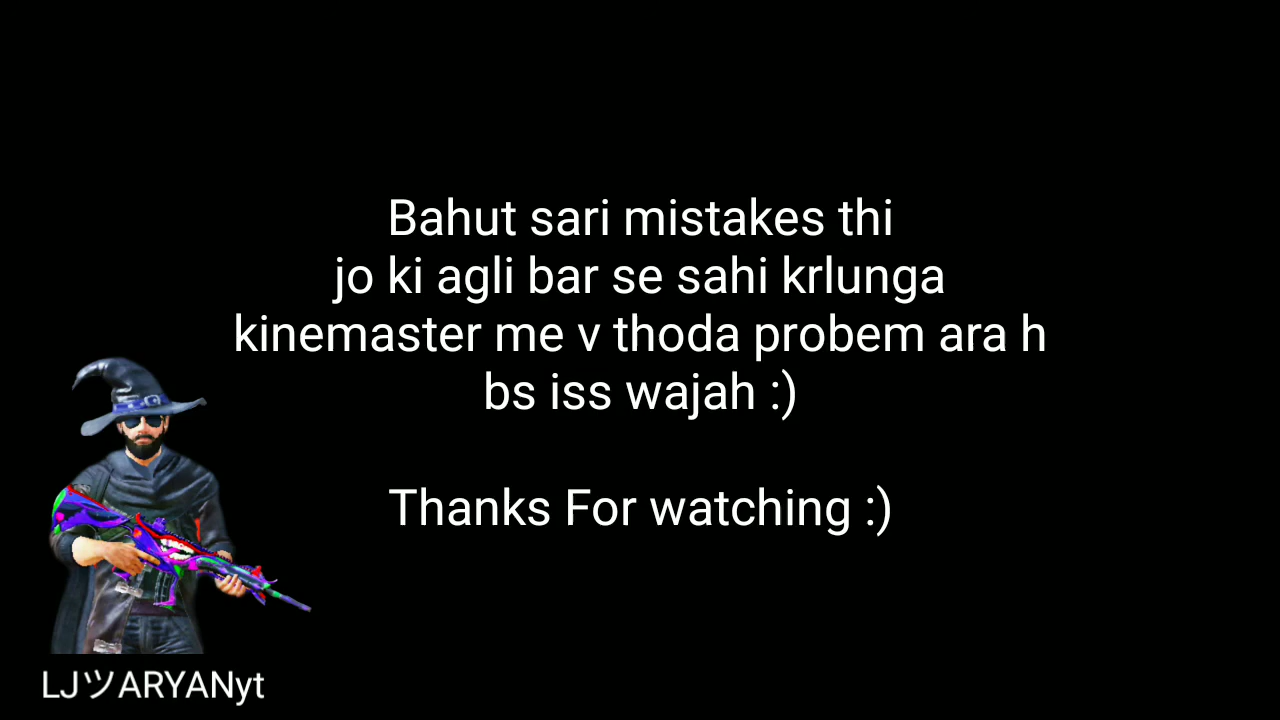 Bahut sari mistakes thi
jo ki agli bar se sahi krlunga
kinemaster me v thoda probem ara h
bs iss wajah :)
Thanks For watching :)
LJツARYANyt